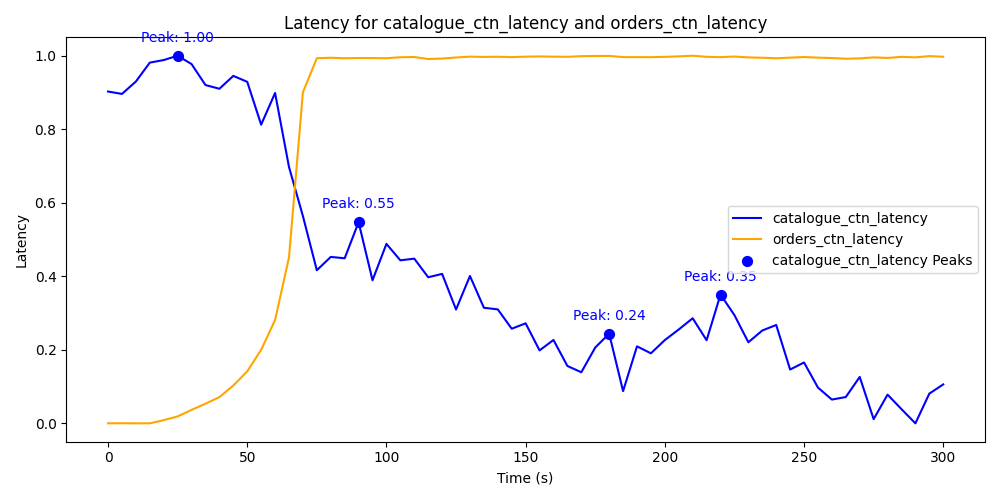 Latency for catalogue_ctn_latency and orders_ctn_latency
Peak: 1.00
Peak: 0.55
Peak: 0.24
Peak: 0.35
catalogue_ctn_latency
orders_ctn_latency
catalogue_ctn_latency Peaks
Latency
1.0
0.8
0.6
0.4
0.2
0.0
0 50 100 150 200 250 300
Time (s)